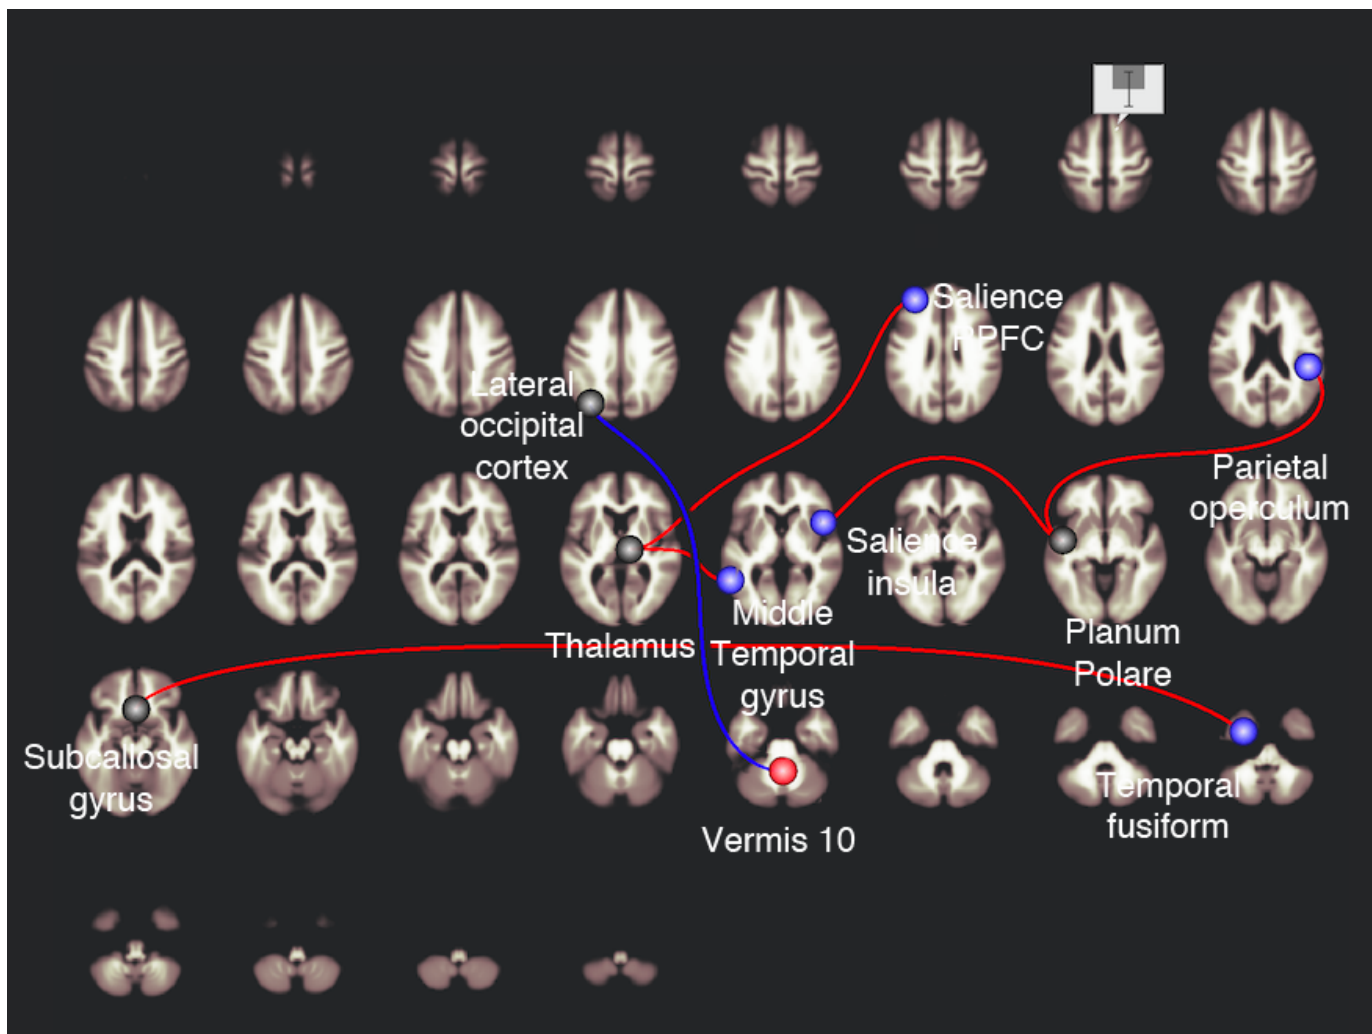 Salience
RPFC
Lateral
occipital
cortex
Parietal
operculum
Salience
insula
Middle
Temporal
gyrus
Thalamus
Planum
Polare
Subcallosal
gyrus
Temporal
fusiform
Vermis 10